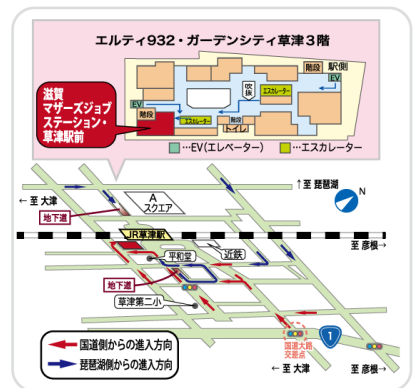 エルティ932・ガーデンシティ草津3階
階段 駅側
EV
吹抜
エスカレーター
滋賀
マザーズジョブ
ステーション・
草津駅前
EV
階段
エスカレーター
階段
トイレ
…EV(エレベーター) …エスカレーター
↑至 琵琶湖
N
← 至 大津
A
スクエア
地下道
JR草津駅
近鉄
至 彦根→
平和堂
地下道
草津第二小
国道大路
交差点
1
国道側からの進入方向
琵琶湖側からの進入方向
← 至 大津
至 彦根→